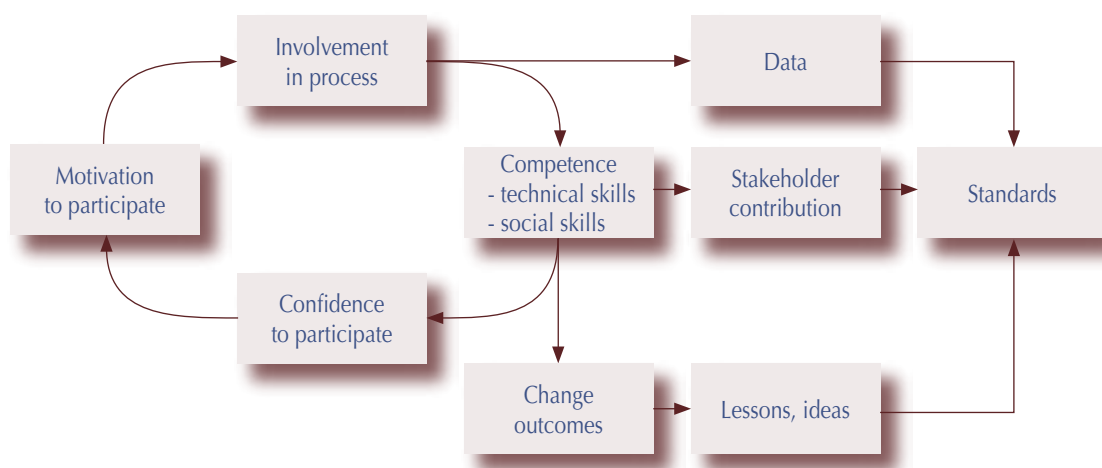 Involvement
in process
Data
Motivation
to participate
Competence
- technical skills
- social skills
Stakeholder
contribution
Standards
Confidence
to participate
Change
outcomes
Lessons, ideas